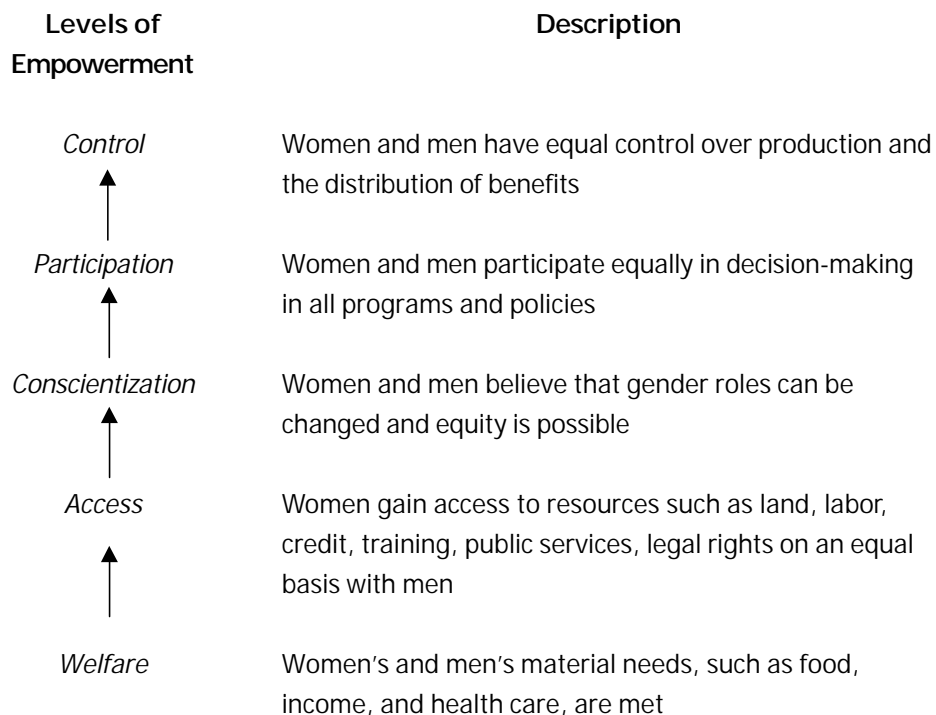 Levels of Empowerment
Description
Control
Women and men have equal control over production and
the distribution of benefits
Participation
Women and men participate equally in decision-making
in all programs and policies
Conscientization
Women and men believe that gender roles can be
changed and equity is possible
Access
Women gain access to resources such as land, labor,
credit, training, public services, legal rights on an equal
basis with men
Welfare
Women's and men's material needs, such as food,
income, and health care, are met